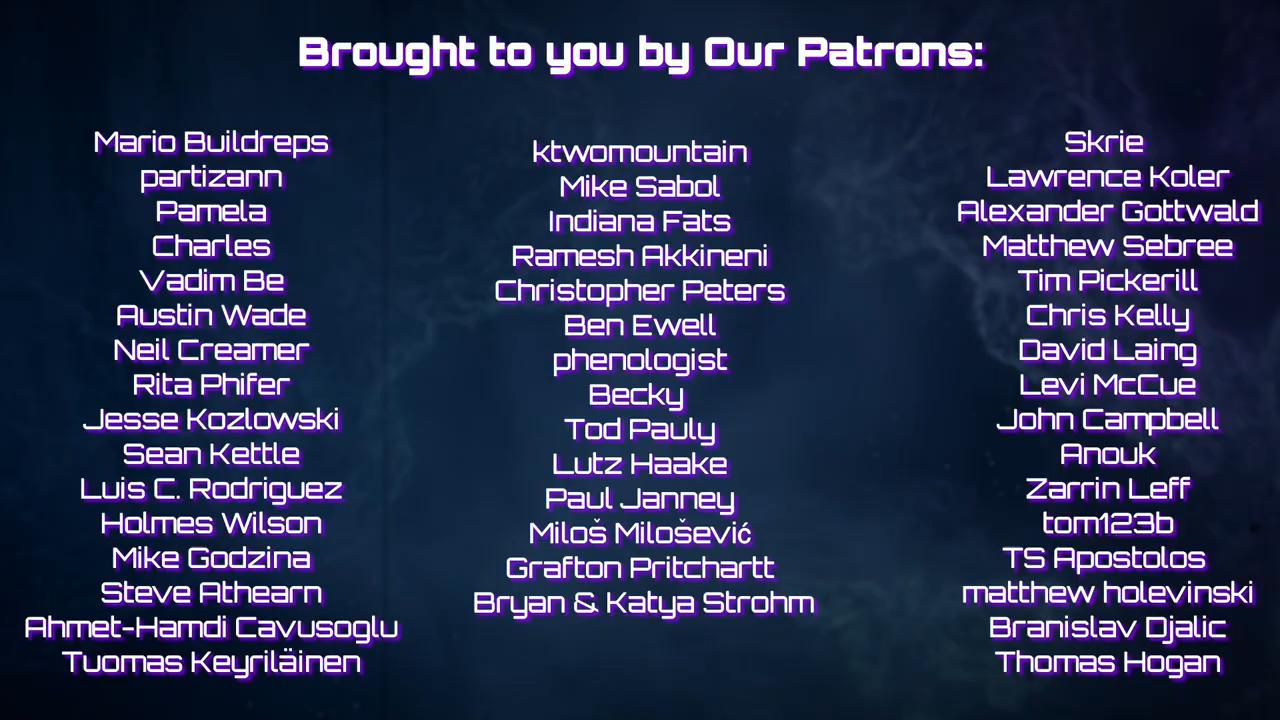 Brought to you by Our Patrons:
Mario Buildreps
partizann
Pamela
Charles
Vadim Be
Austin Wade
Neil Creamer
Rita Phifer
Jesse Kozlowski
Sean Kettle
Luis C. Rodriguez
Holmes Wilson
Mike Godzina
Steve Athearn
Ahmet-Hamdi Cavusoglu
Tuomas Keyriläinen
ktwomountain
Mike Sabol
Indiana Fats
Ramesh Akkineni
Christopher Peters
Ben Ewell
phenologist
Becky
Tod Pauly
Lutz Haake
Paul Janney
Miloš Milošević
Grafton Pritchartt
Bryan & Katya Strohm
Skrie
Lawrence Koler
Alexander Gottwald
Matthew Sebree
Tim Pickerill
Chris Kelly
David Laing
Levi McCue
John Campbell
Anouk
Zarrin Leff
tom123b
TS Apostolos
matthew holevinski
Branislav Djalic
Thomas Hogan